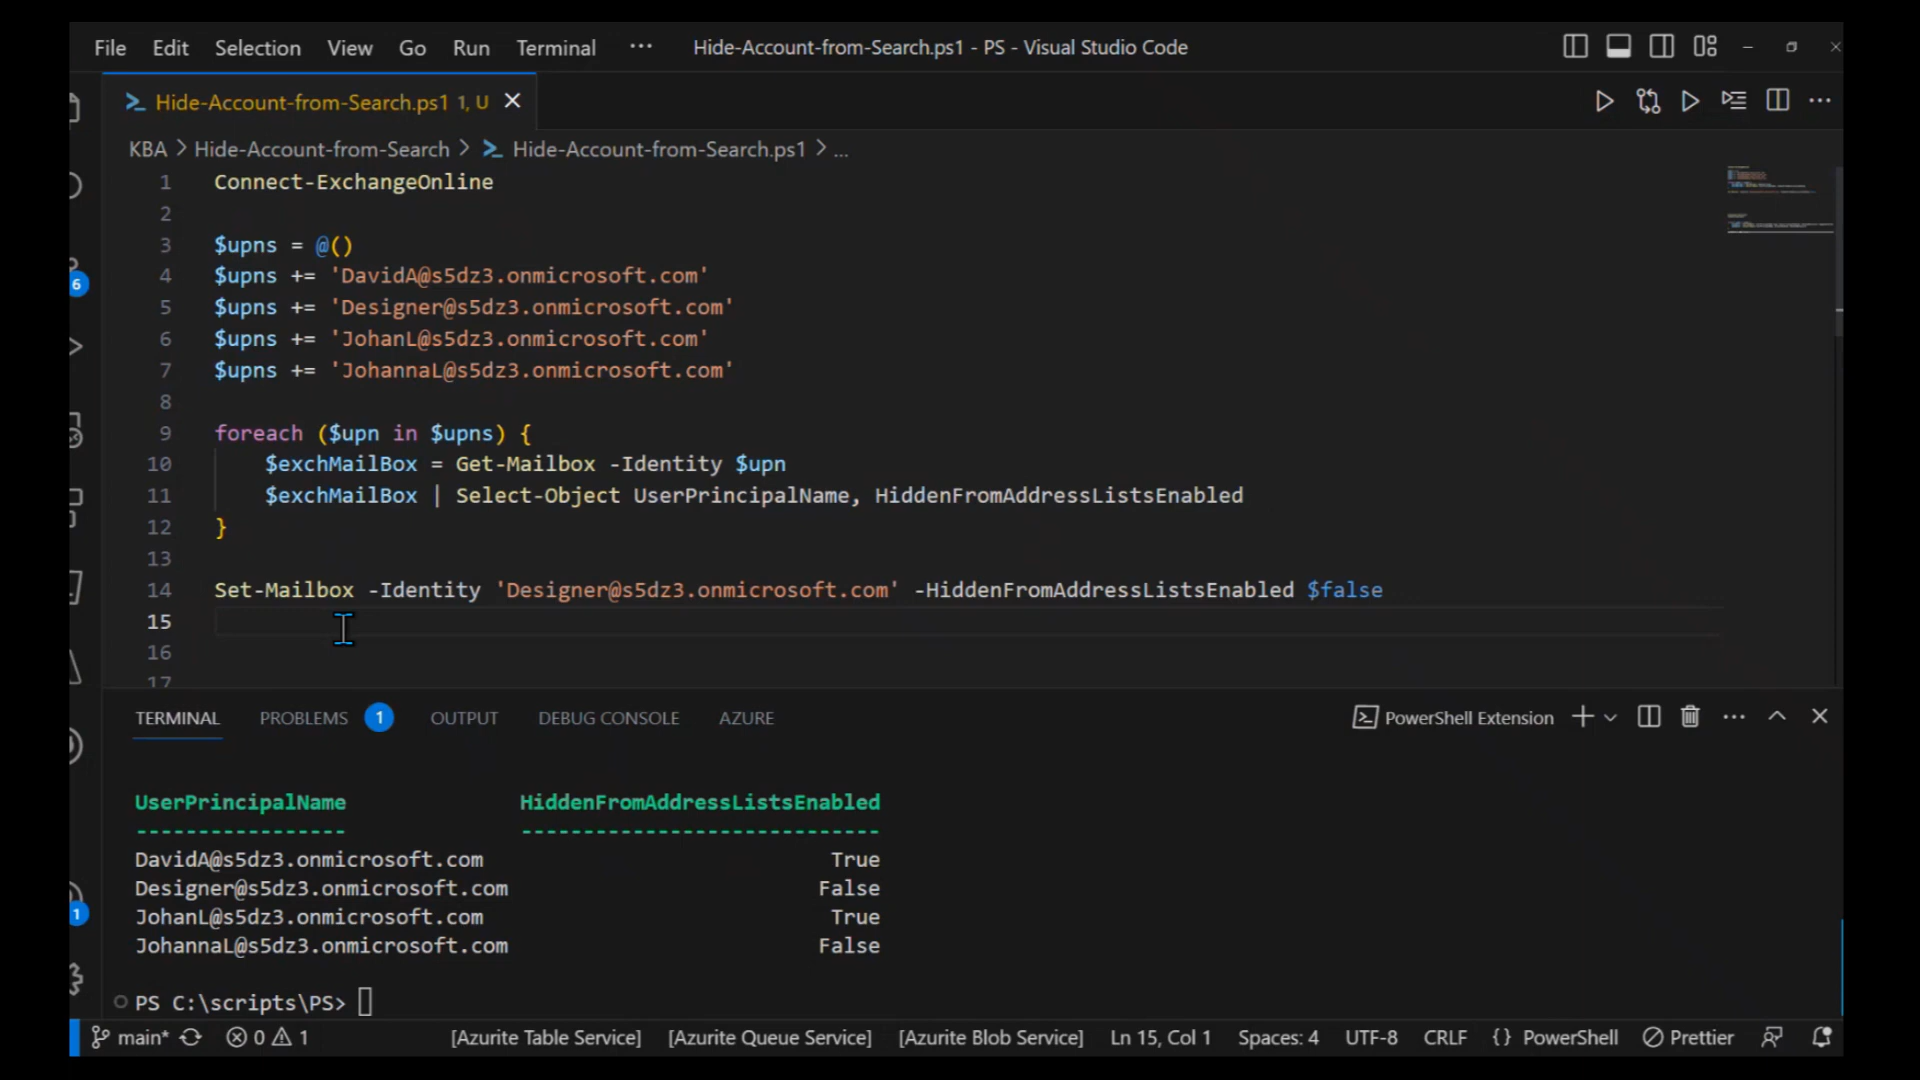 File Edit Selection View Go Run Terminal ··· Hide-Account-from-Search.ps1 - PS - Visual Studio Code
Hide-Account-from-Search.ps1 1, U
KBA > Hide-Account-from-Search > Hide-Account-from-Search.ps1 > ...
1 Connect-ExchangeOnline
2
3 $upns = @()
4 $upns += 'DavidA@s5dz3.onmicrosoft.com'
5 $upns += 'Designer@s5dz3.onmicrosoft.com'
6 $upns += 'JohanL@s5dz3.onmicrosoft.com'
7 $upns += 'JohannaL@s5dz3.onmicrosoft.com'
8
9 foreach ($upn in $upns) {
10 $exchMailBox = Get-Mailbox -Identity $upn
11 $exchMailBox | Select-Object UserPrincipalName, HiddenFromAddressListsEnabled
12 }
13
14 Set-Mailbox -Identity 'Designer@s5dz3.onmicrosoft.com' -HiddenFromAddressListsEnabled $false
15
16
17
6
1
TERMINAL PROBLEMS 1 OUTPUT DEBUG CONSOLE AZURE PowerShell Extension
UserPrincipalName HiddenFromAddressListsEnabled
----------------- -----------------------------
DavidA@s5dz3.onmicrosoft.com True
Designer@s5dz3.onmicrosoft.com False
JohanL@s5dz3.onmicrosoft.com True
JohannaL@s5dz3.onmicrosoft.com False
PS C:\scripts\PS>
main* 0 1 [Azurite Table Service] [Azurite Queue Service] [Azurite Blob Service] Ln 15, Col 1 Spaces: 4 UTF-8 CRLF {} PowerShell Prettier